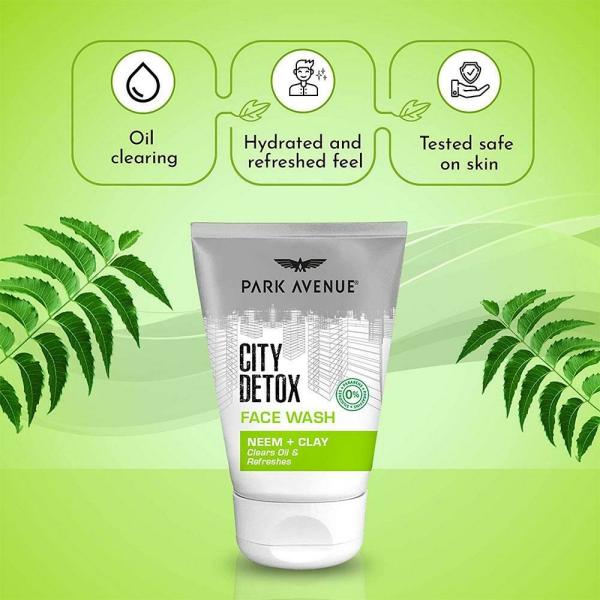 Oil
clearing
Hydrated and
refreshed feel
Tested safe
on skin
PARK AVENUE®
CITY
DETOX
0%
FACE WASH
NEEM + CLAY
Clears Oil &
Refreshes